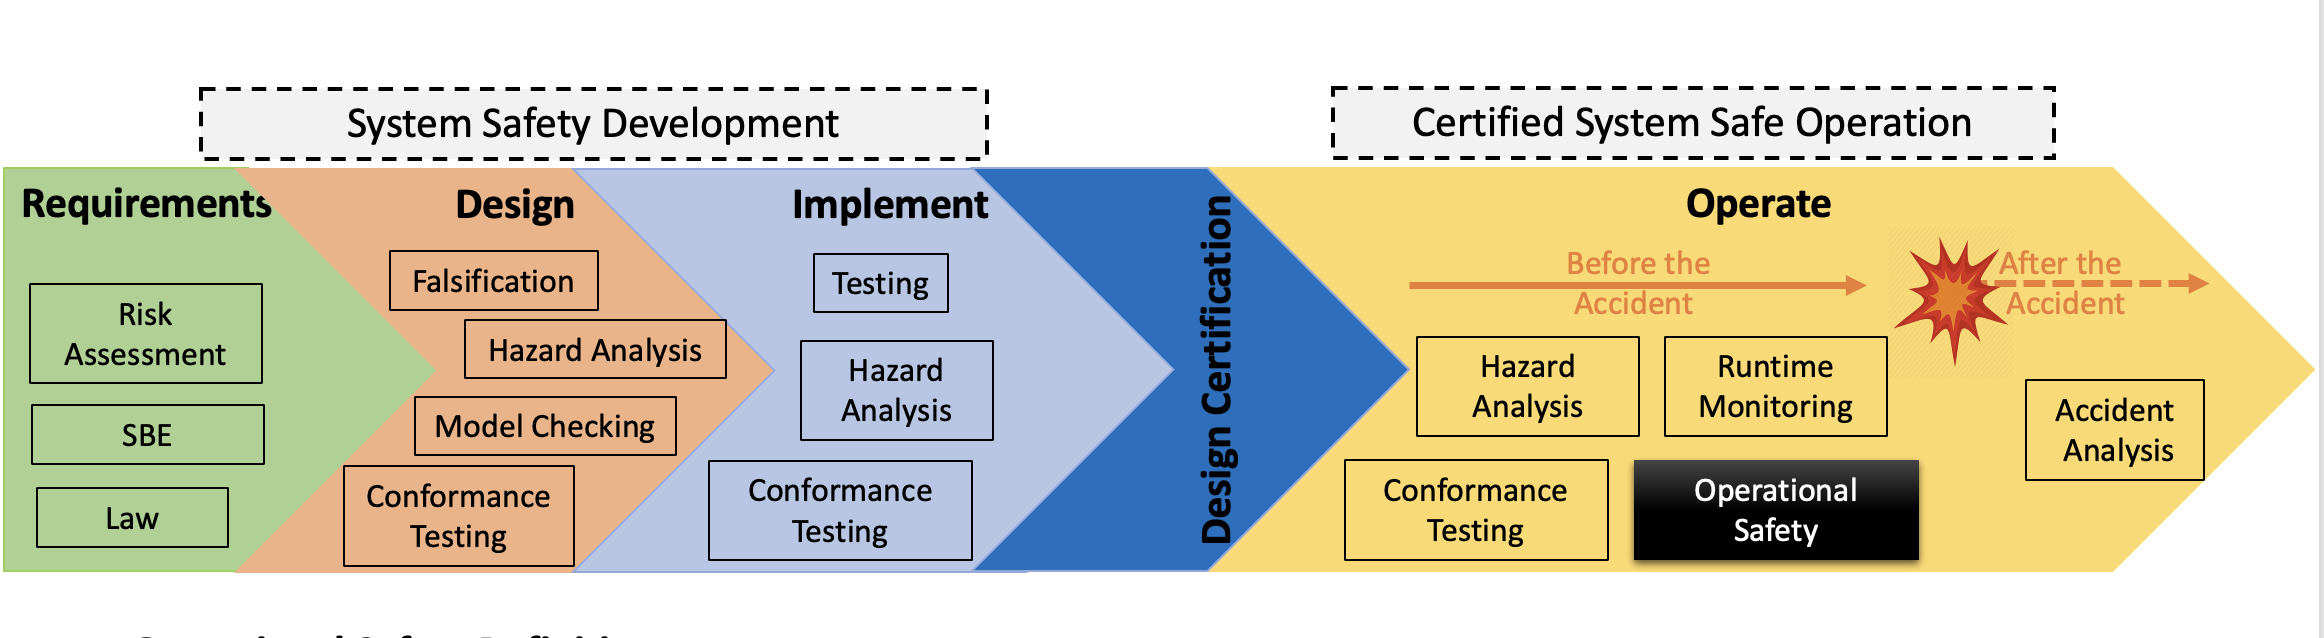 System Safety Development
Certified System Safe Operation
Requirements
Risk
Assessment
SBE
Law
Design
Falsification
Hazard Analysis
Model Checking
Conformance
Testing
Implement
Testing
Hazard
Analysis
Conformance
Testing
Design Certification
Operate
Before the
Accident
After the
Accident
Hazard
Analysis
Runtime
Monitoring
Conformance
Testing
Operational
Safety
Accident
Analysis